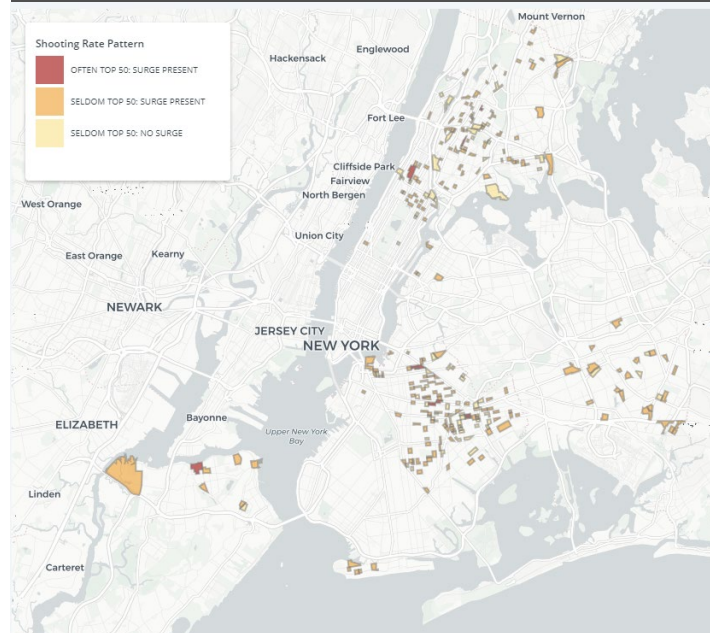 Mount Vernon
Shooting Rate Pattern
OFTEN TOP 50: SURGE PRESENT
SELDOM TOP 50: SURGE PRESENT
SELDOM TOP 50: NO SURGE
Englewood
Hackensack
Fort Lee
Cliffside Park
Fairview
North Bergen
West Orange
Union City
East Orange
Kearny
NEWARK
JERSEY CITY
NEW YORK
ELIZABETH
Bayonne
Upper New York
Bay
Linden
Carteret